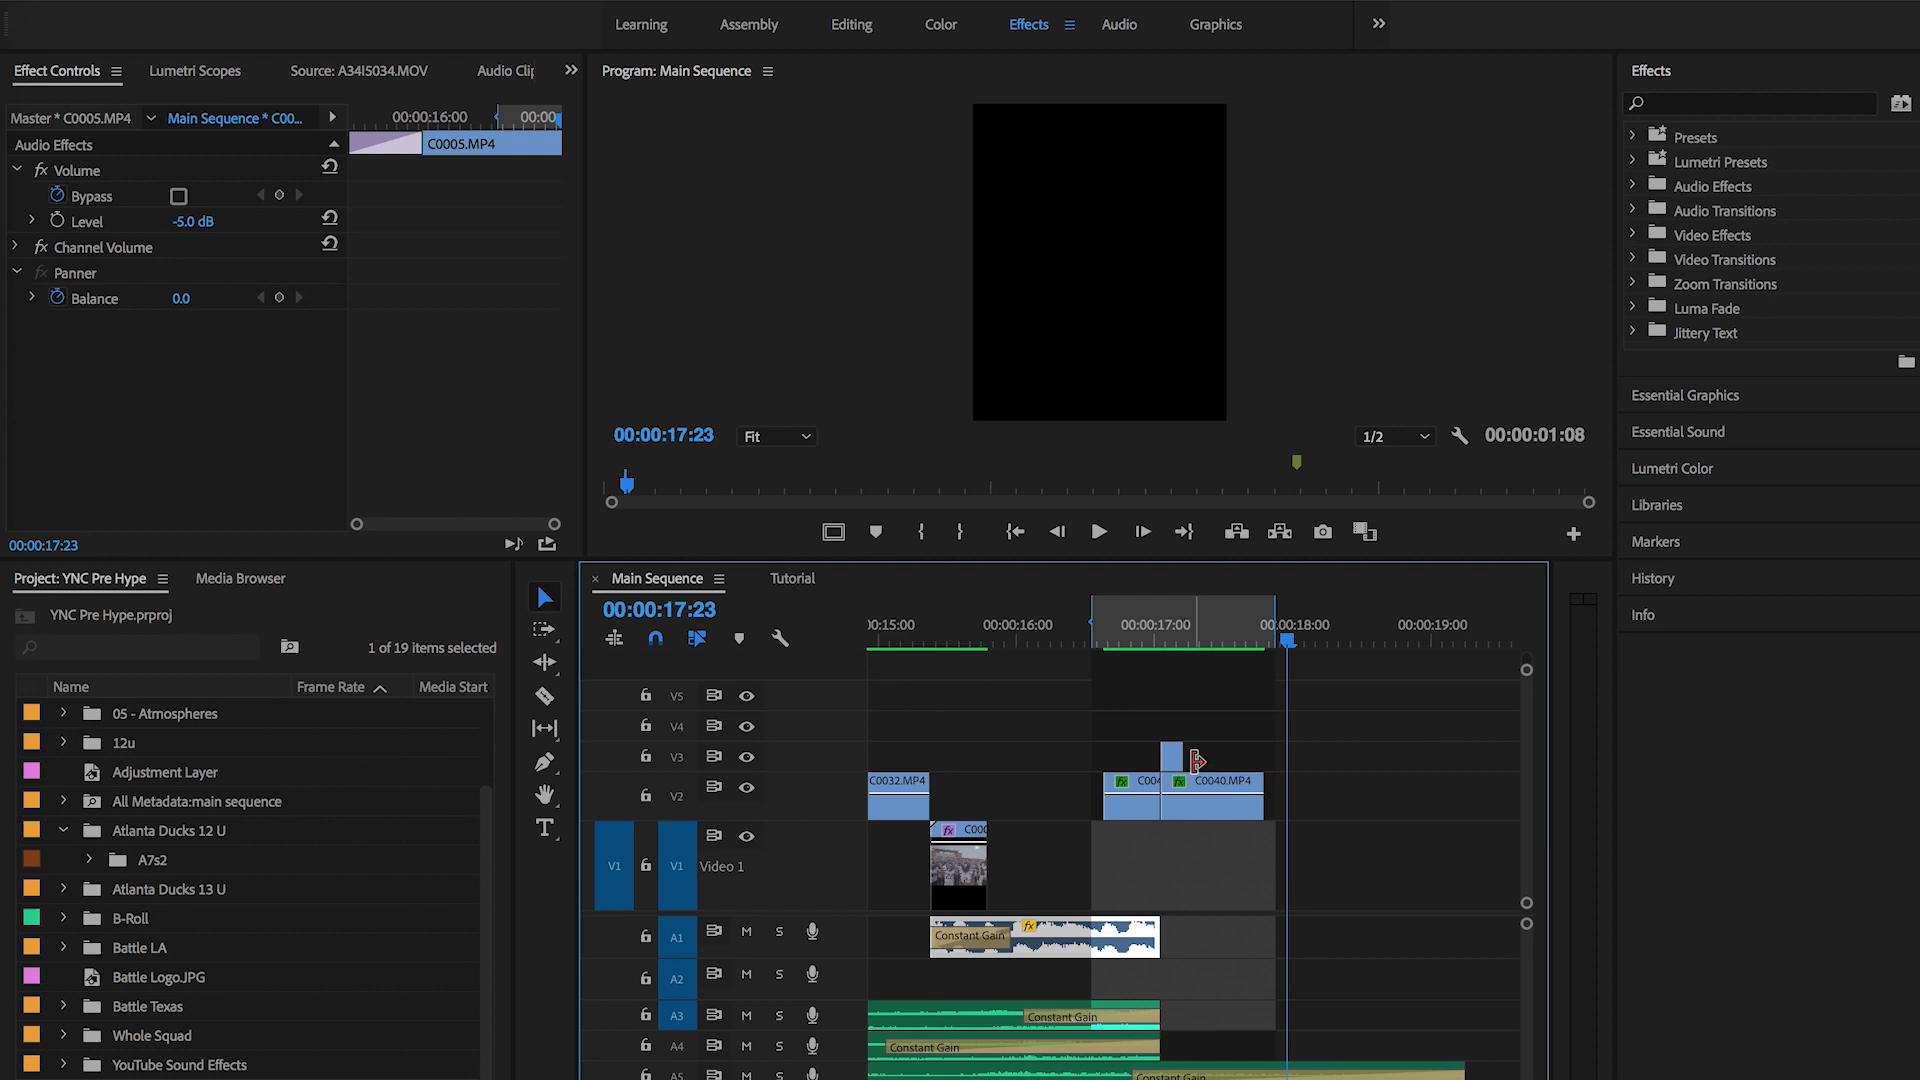 Learning Assembly Editing Color Effects Audio Graphics
Effect Controls Lumetri Scopes Source: A34I5034.MOV Audio Clip
Program: Main Sequence
Effects
Master * C0005.MP4 Main Sequence * C00... 00:00:16:00 00:00
Audio Effects C0005.MP4
fx Volume
Bypass
Level -5.0 dB
fx Channel Volume
fx Panner
Balance 0.0
00:00:17:23
Presets
Lumetri Presets
Audio Effects
Audio Transitions
Video Effects
Video Transitions
Zoom Transitions
Luma Fade
Jittery Text
Essential Graphics
Essential Sound
Lumetri Color
Libraries
Markers
History
Info
00:00:17:23 Fit 1/2 00:00:01:08
Project: YNC Pre Hype Media Browser
YNC Pre Hype.prproj
1 of 19 items selected
Name Frame Rate Media Start
05 - Atmospheres
12u
Adjustment Layer
All Metadata:main sequence
Atlanta Ducks 12 U
A7s2
Atlanta Ducks 13 U
B-Roll
Battle LA
Battle Logo.JPG
Battle Texas
Whole Squad
YouTube Sound Effects
T
Main Sequence Tutorial
00:00:17:23
00:15:00 00:00:16:00 00:00:17:00 00:00:18:00 00:00:19:00
V5
V4
V3
V2 C0032.MP4 fx C004 fx C0040.MP4
V1 V1 Video 1 fx C000
A1 M S Constant Gain fx
A2 M S
A3 M S Constant Gain
A4 M S Constant Gain
A5 M S Constant Gain